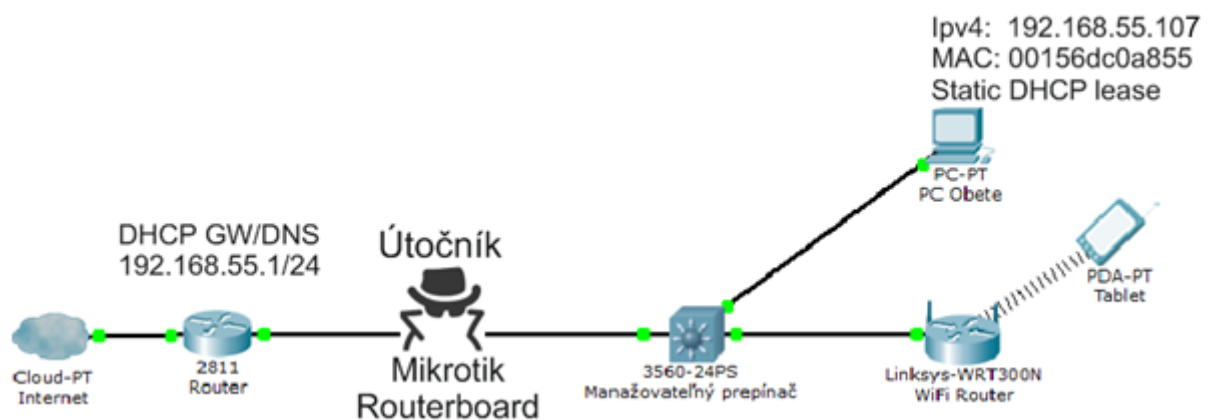 Ipv4: 192.168.55.107
MAC: 00156dc0a855
Static DHCP lease
PC-PT
PC Obete
DHCP GW/DNS
192.168.55.1/24
Útočník
PDA-PT
Tablet
Cloud-PT
Internet
2811
Router
Mikrotik
Routerboard
3560-24PS
Manažovateľný prepínač
Linksys-WRT300N
WiFi Router